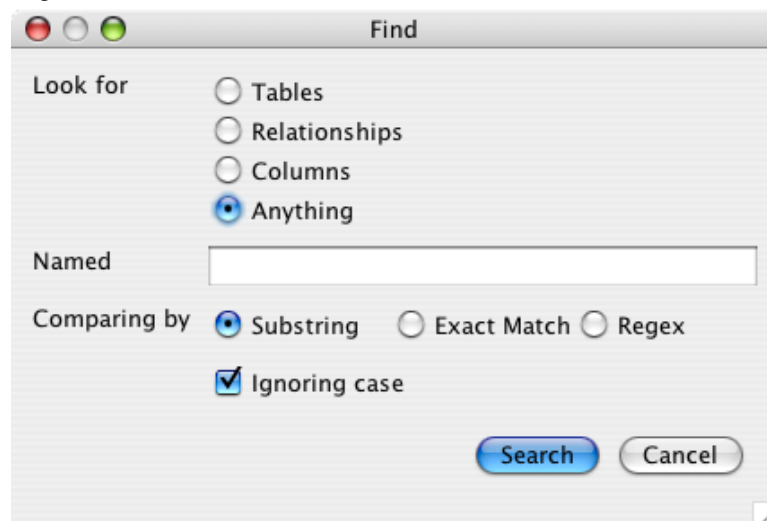 Find
Look for
Tables
Relationships
Columns
Anything
Named
Comparing by Substring Exact Match Regex
Ignoring case
Search Cancel